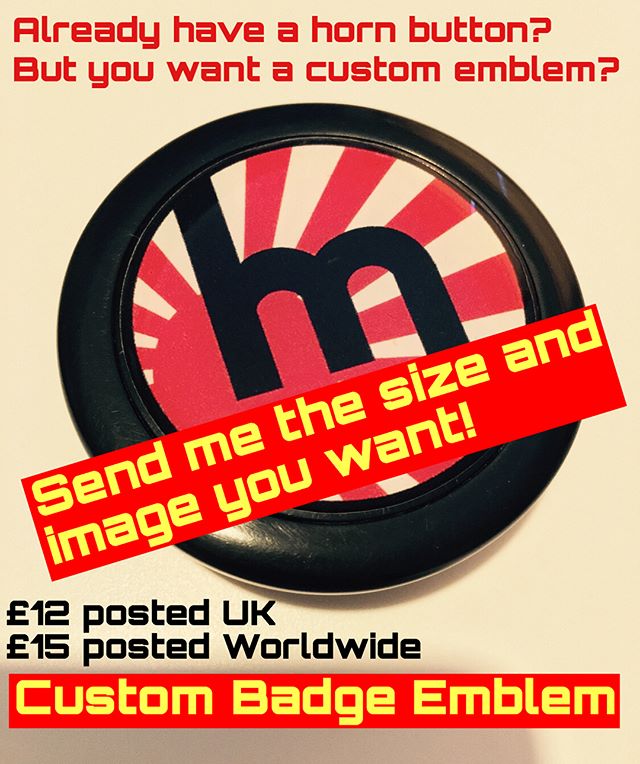 Already have a horn button?
But you want a custom emblem?
Send me the size and
image you want!
£12 posted UK
£15 posted Worldwide
Custom Badge Emblem